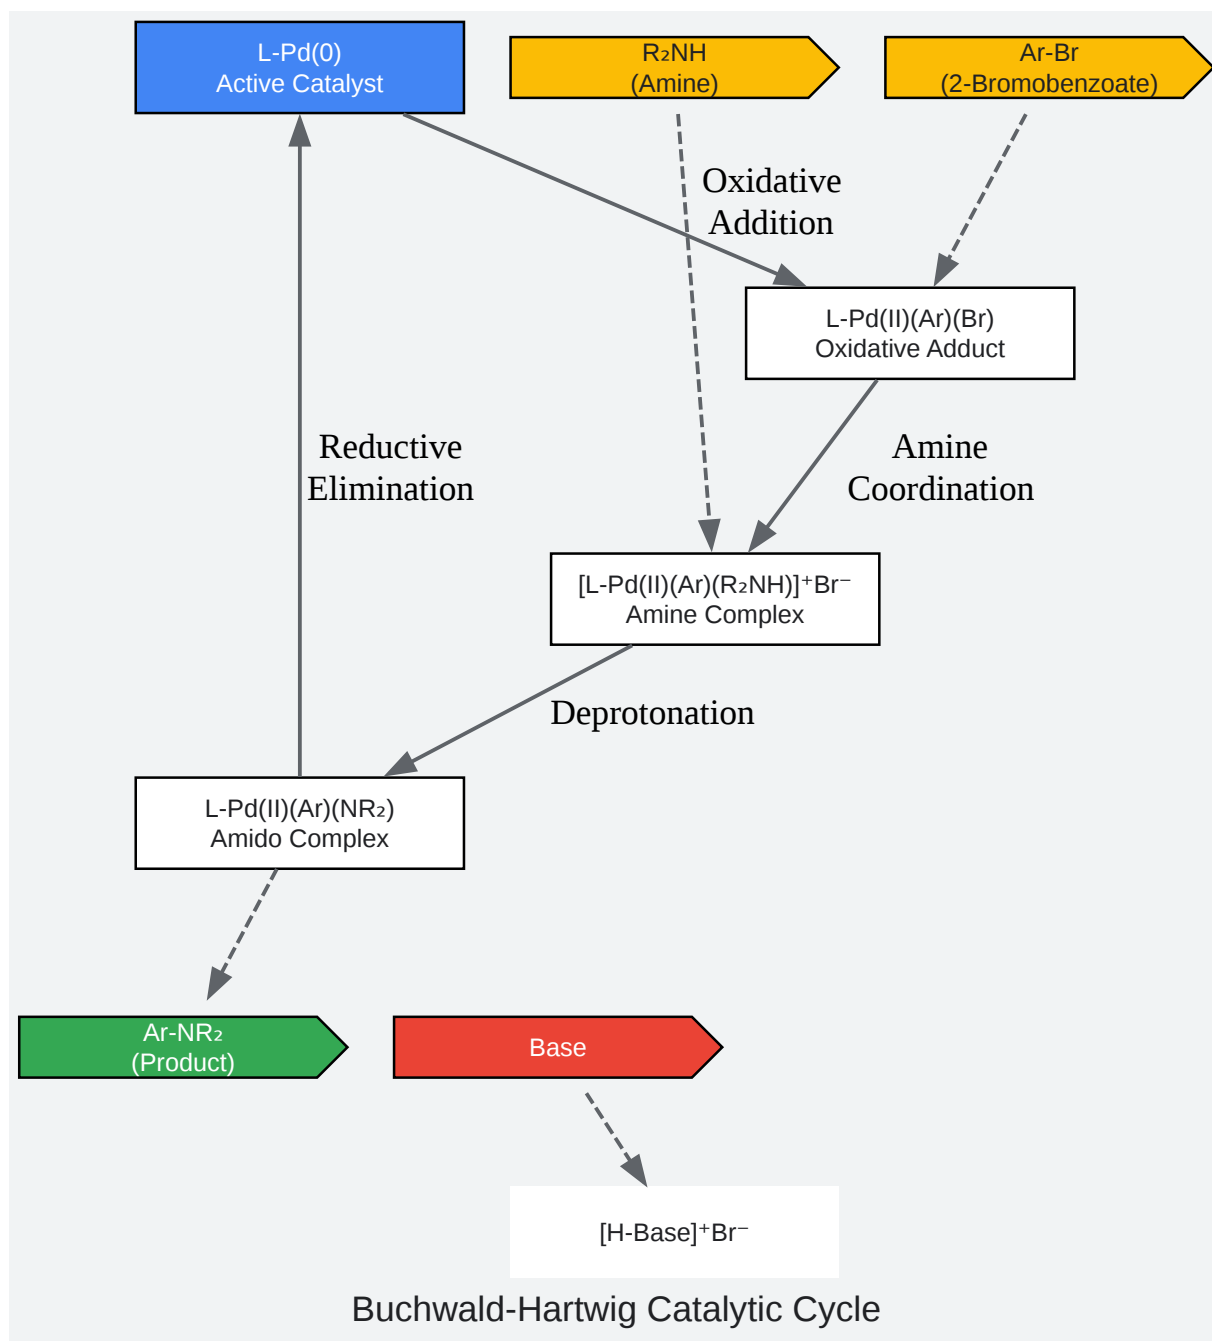 L-Pd(0)
Active Catalyst
R₂NH
(Amine)
Ar-Br
(2-Bromobenzoate)
Oxidative
Addition
L-Pd(II)(Ar)(Br)
Oxidative Adduct
Reductive
Elimination
Amine
Coordination
[L-Pd(II)(Ar)(R₂NH)]⁺Br⁻
Amine Complex
Deprotonation
L-Pd(II)(Ar)(NR₂)
Amido Complex
Ar-NR₂
(Product)
Base
[H-Base]⁺Br⁻
Buchwald-Hartwig Catalytic Cycle